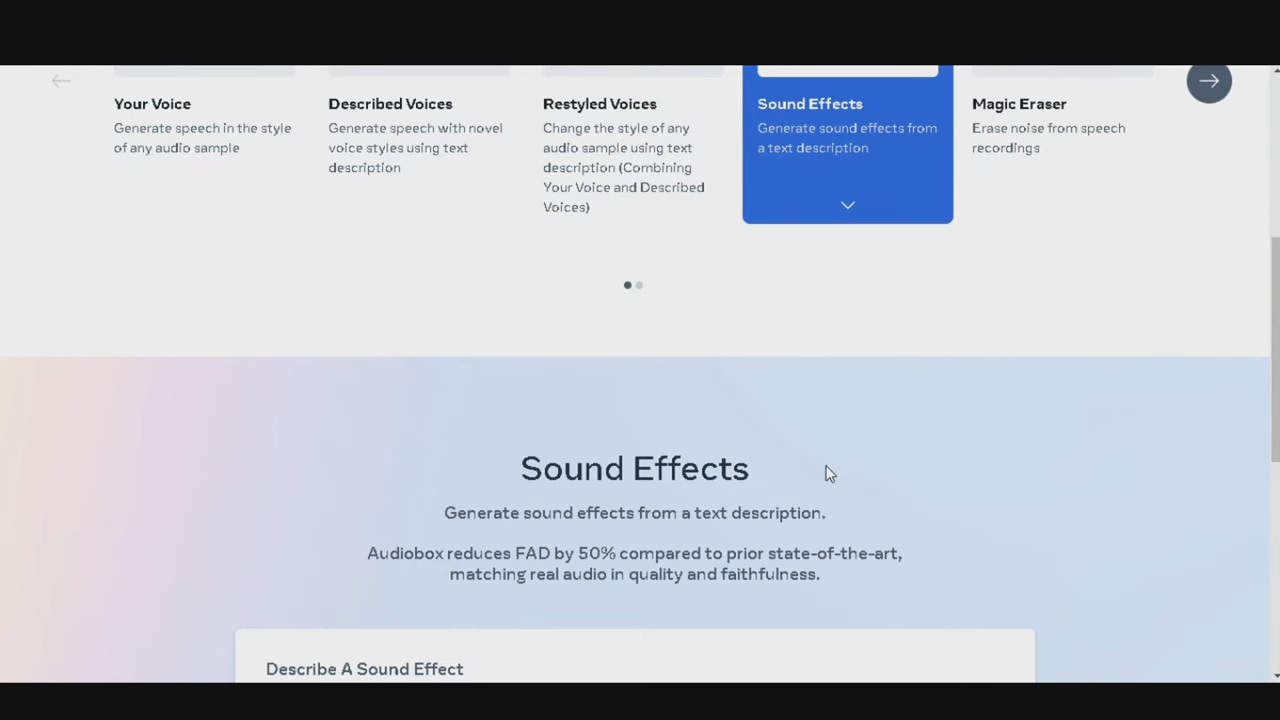 Your Voice
Generate speech in the style
of any audio sample
Described Voices
Generate speech with novel
voice styles using text
description
Restyled Voices
Change the style of any
audio sample using text
description (Combining
Your Voice and Described
Voices)
Sound Effects
Generate sound effects from
a text description
Magic Eraser
Erase noise from speech
recordings
Sound Effects
Generate sound effects from a text description.
Audiobox reduces FAD by 50% compared to prior state-of-the-art,
matching real audio in quality and faithfulness.
Describe A Sound Effect